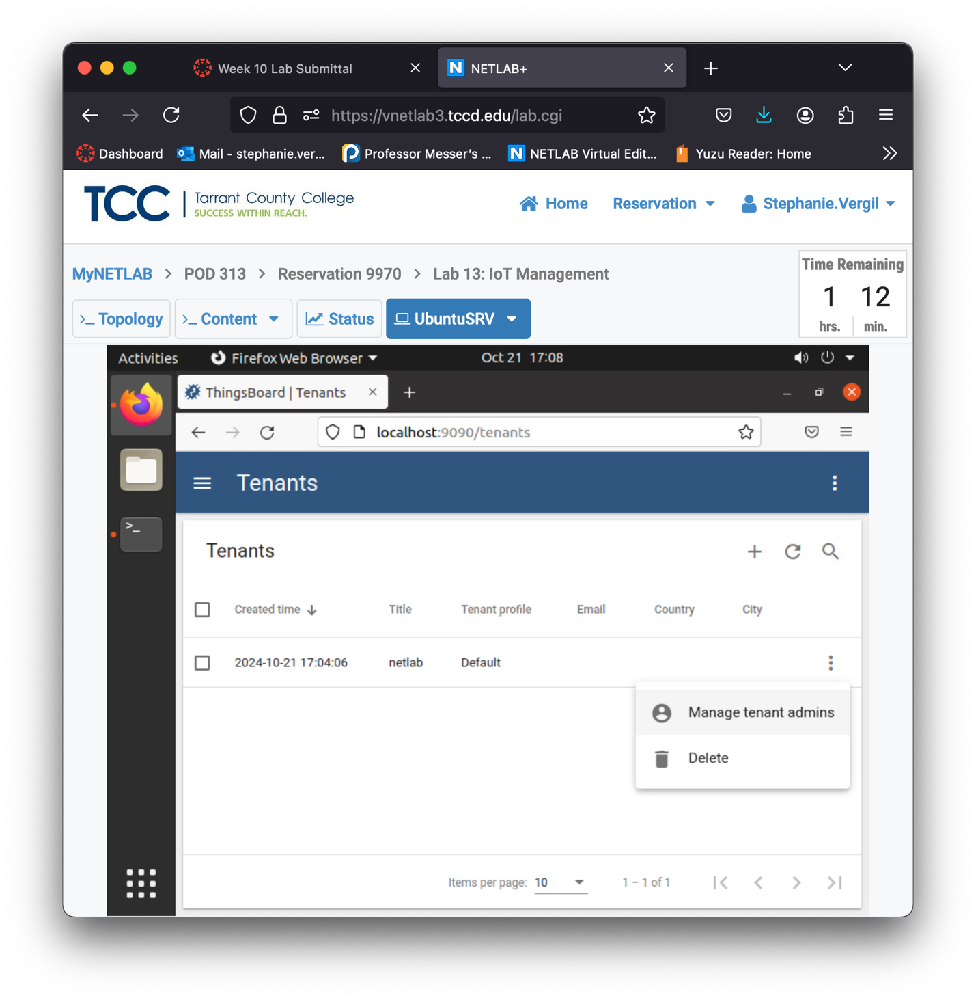 Week 10 Lab Submittal
NETLAB+
https://vnetlab3.tccd.edu/lab.cgi
Dashboard Mail - stephanie.ver... Professor Messer's ... NETLAB Virtual Edit... Yuzu Reader: Home
TCC Tarrant County College
SUCCESS WITHIN REACH.
Home Reservation Stephanie.Vergil
MyNETLAB > POD 313 > Reservation 9970 > Lab 13: IoT Management
Time Remaining
1 12
hrs. min.
>_ Topology >_ Content Status UbuntuSRV
Activities Firefox Web Browser Oct 21 17:08
ThingsBoard | Tenants
localhost:9090/tenants
Tenants
Tenants
Created time Title Tenant profile Email Country City
2024-10-21 17:04:06 netlab Default
Manage tenant admins
Delete
Items per page: 10 1 – 1 of 1